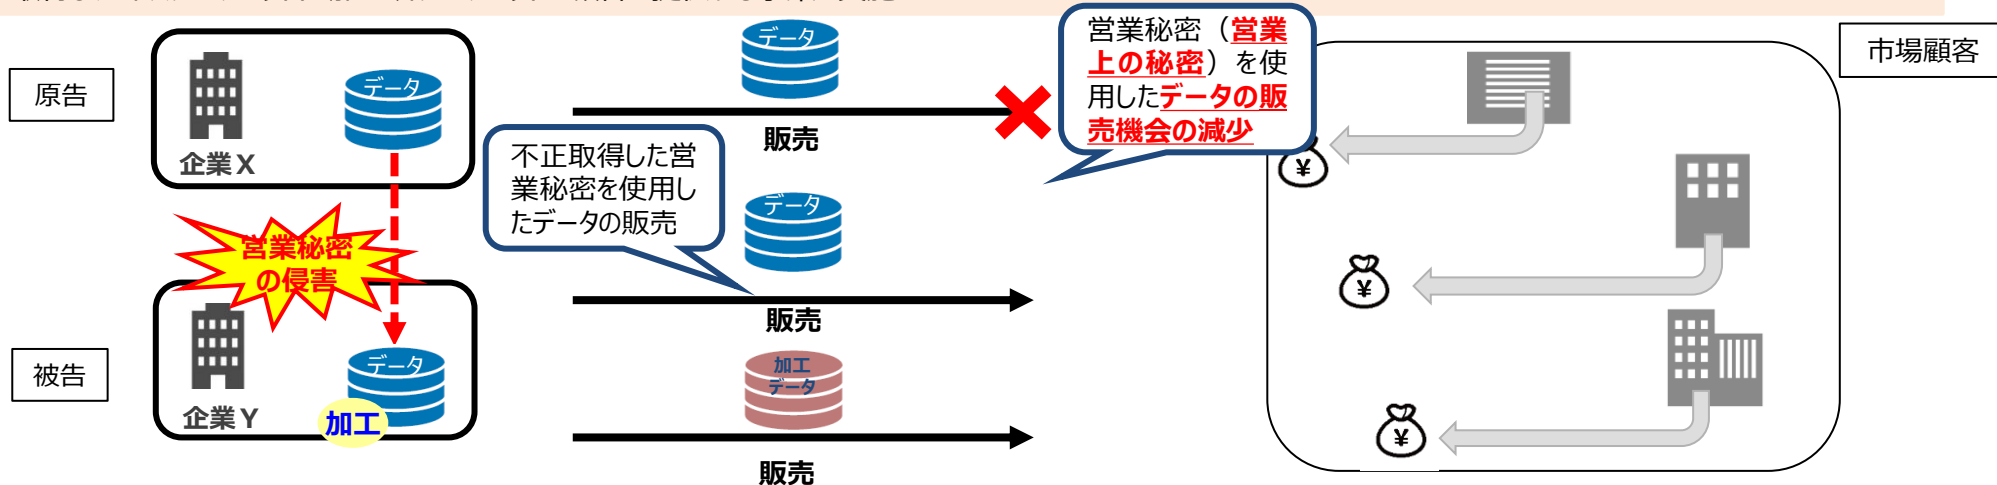 原告
企業X
データ
データ
販売
営業秘密（営業
上の秘密）を使
用したデータの販
売機会の減少
市場顧客
¥
営業秘密
の侵害
不正取得した営
業秘密を使用し
たデータの販売
データ
販売
¥
被告
企業Y
データ
加工
加工
データ
販売
¥